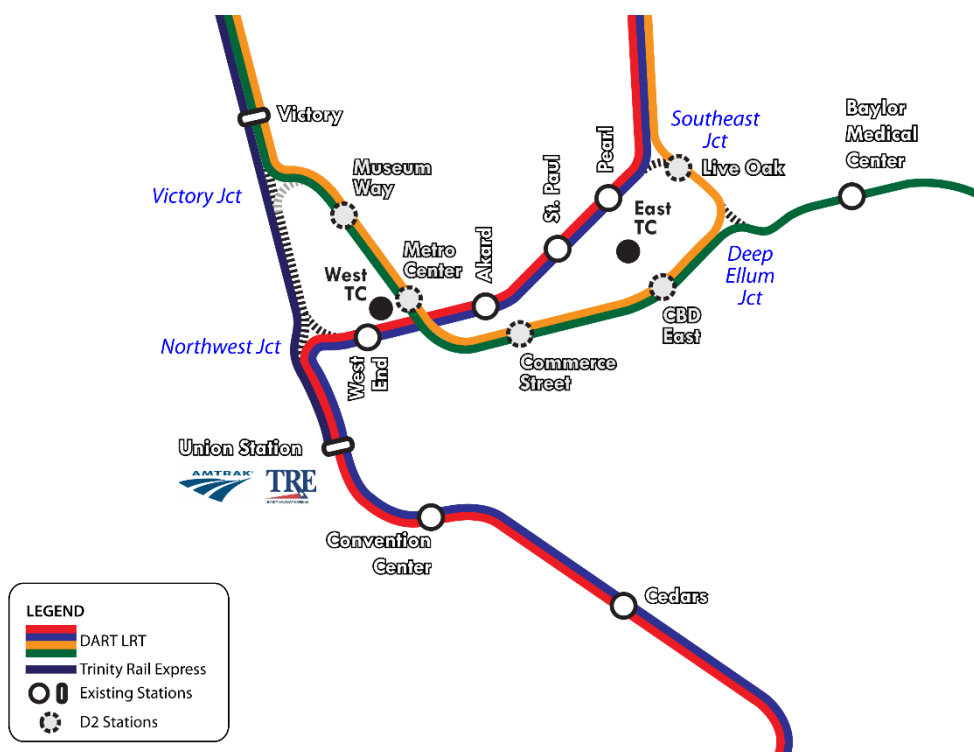 Victory
Museum
Way
Victory Jct
Metro
Center
West
TC
Akard
St. Paul
Pearl
East
TC
Southeast
Jct
Live Oak
Baylor
Medical
Center
Deep
Ellum
Jct
CBD
East
Commerce
Street
Northwest Jct
West
End
Union Station
AMTRAK
TRE
Convention
Center
Cedars
LEGEND
DART LRT
Trinity Rail Express
Existing Stations
D2 Stations